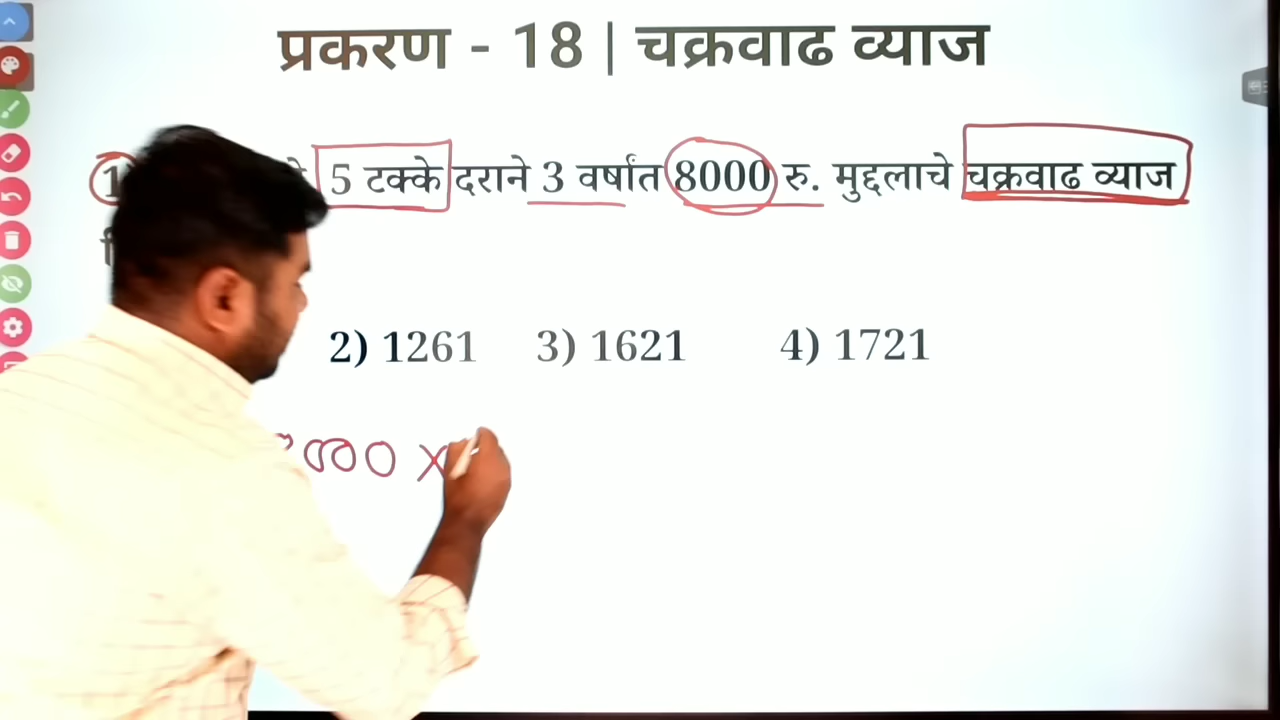 प्रकरण - 18 | चक्रवाढ व्याज
5 टक्के दराने 3 वर्षांत 8000 रु. मुद्दलाचे चक्रवाढ व्याज
2) 1261 3) 1621 4) 1721
000 ×